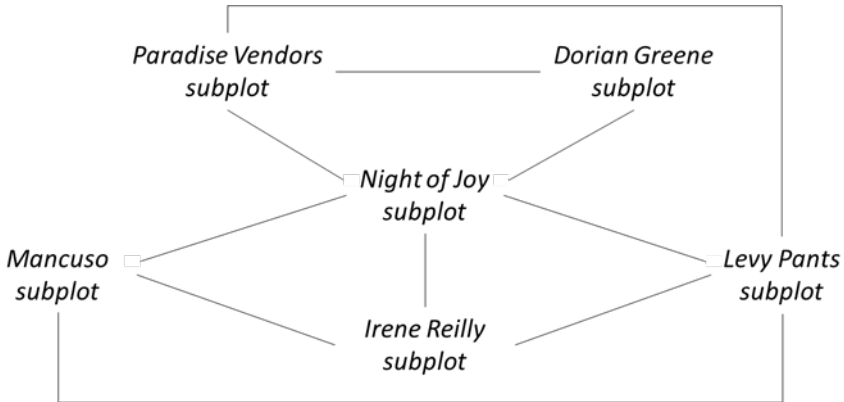 Paradise Vendors
subplot
Dorian Greene
subplot
Night of Joy
subplot
Mancuso
subplot
Levy Pants
subplot
Irene Reilly
subplot